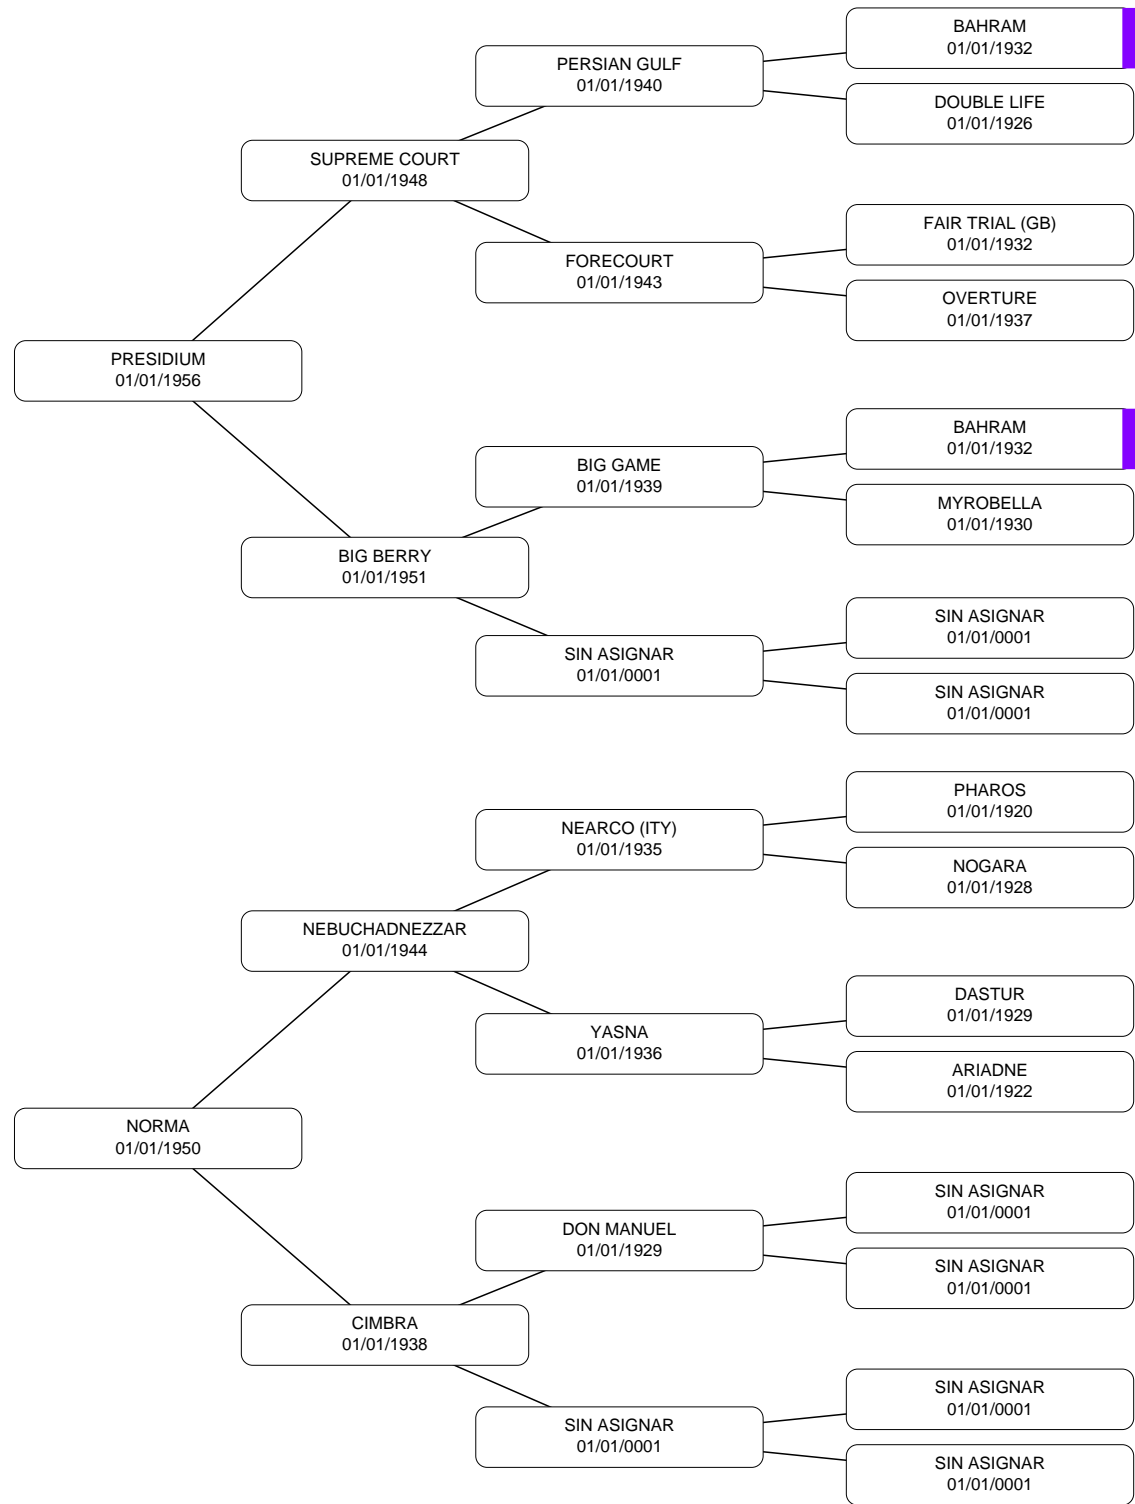 BAHRAM
01/01/1932
PERSIAN GULF
01/01/1940
DOUBLE LIFE
01/01/1926
SUPREME COURT
01/01/1948
FAIR TRIAL (GB)
01/01/1932
FORECOURT
01/01/1943
OVERTURE
01/01/1937
PRESIDIUM
01/01/1956
BAHRAM
01/01/1932
BIG GAME
01/01/1939
MYROBELLA
01/01/1930
BIG BERRY
01/01/1951
SIN ASIGNAR
01/01/0001
SIN ASIGNAR
01/01/0001
SIN ASIGNAR
01/01/0001
PHAROS
01/01/1920
NEARCO (ITY)
01/01/1935
NOGARA
01/01/1928
NEBUCHADNEZZAR
01/01/1944
DASTUR
01/01/1929
YASNA
01/01/1936
ARIADNE
01/01/1922
NORMA
01/01/1950
SIN ASIGNAR
01/01/0001
DON MANUEL
01/01/1929
SIN ASIGNAR
01/01/0001
CIMBRA
01/01/1938
SIN ASIGNAR
01/01/0001
SIN ASIGNAR
01/01/0001
SIN ASIGNAR
01/01/0001